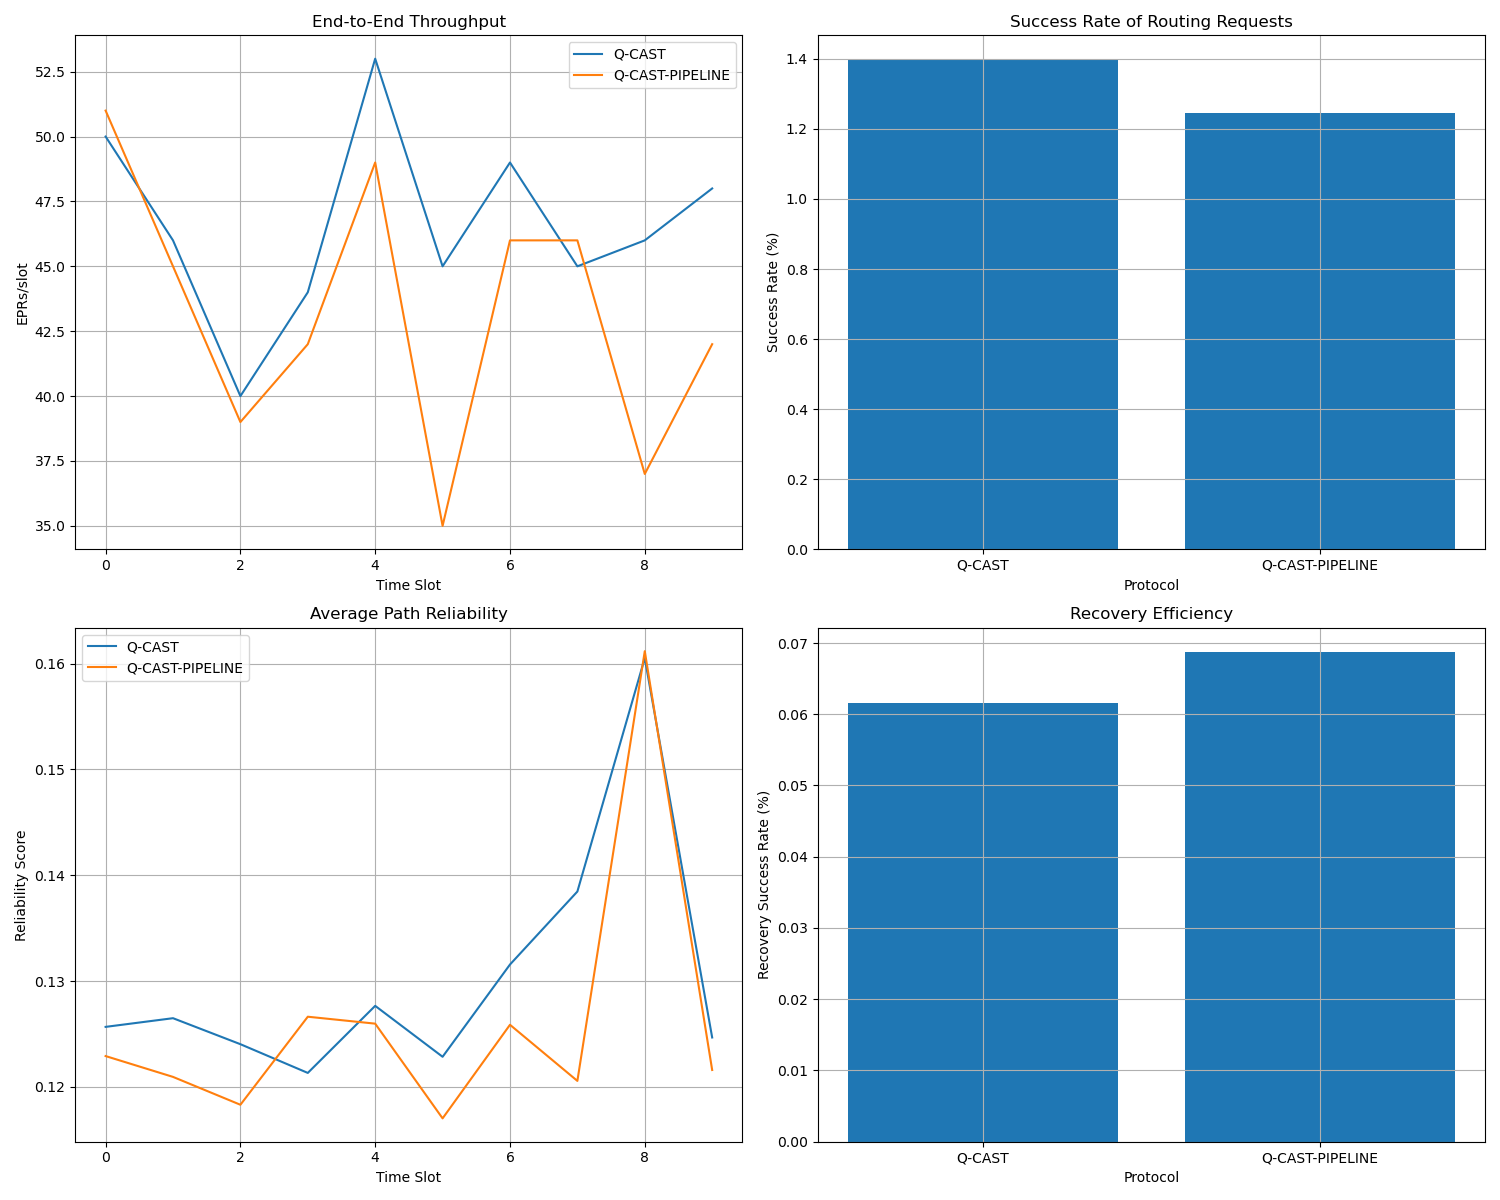 End-to-End Throughput
Q-CAST
Q-CAST-PIPELINE
52.5
50.0
47.5
45.0
42.5
40.0
37.5
35.0
EPRs/slot
0 2 4 6 8
Time Slot
Success Rate of Routing Requests
1.4
1.2
1.0
0.8
0.6
0.4
0.2
0.0
Success Rate (%)
Q-CAST Q-CAST-PIPELINE
Protocol
Average Path Reliability
Q-CAST
Q-CAST-PIPELINE
0.16
0.15
0.14
0.13
0.12
Reliability Score
0 2 4 6 8
Time Slot
Recovery Efficiency
0.07
0.06
0.05
0.04
0.03
0.02
0.01
0.00
Recovery Success Rate (%)
Q-CAST Q-CAST-PIPELINE
Protocol